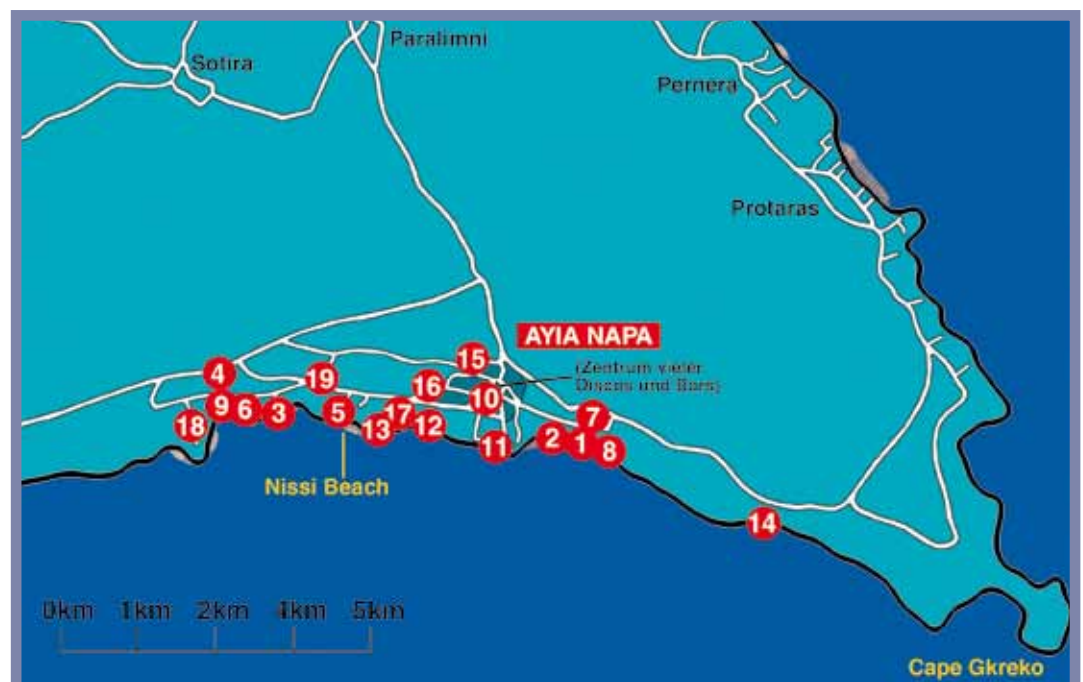 Paralimni
Sotira
Pernera
Protaras
AYIA NAPA
(Zentrum vieler
Discos und Bars)
15
4
19
16
10
9
6
3
5
17
7
18
13
12
2
1
11
8
Nissi Beach
14
0km 1km 2km 4km 5km
Cape Gkreko